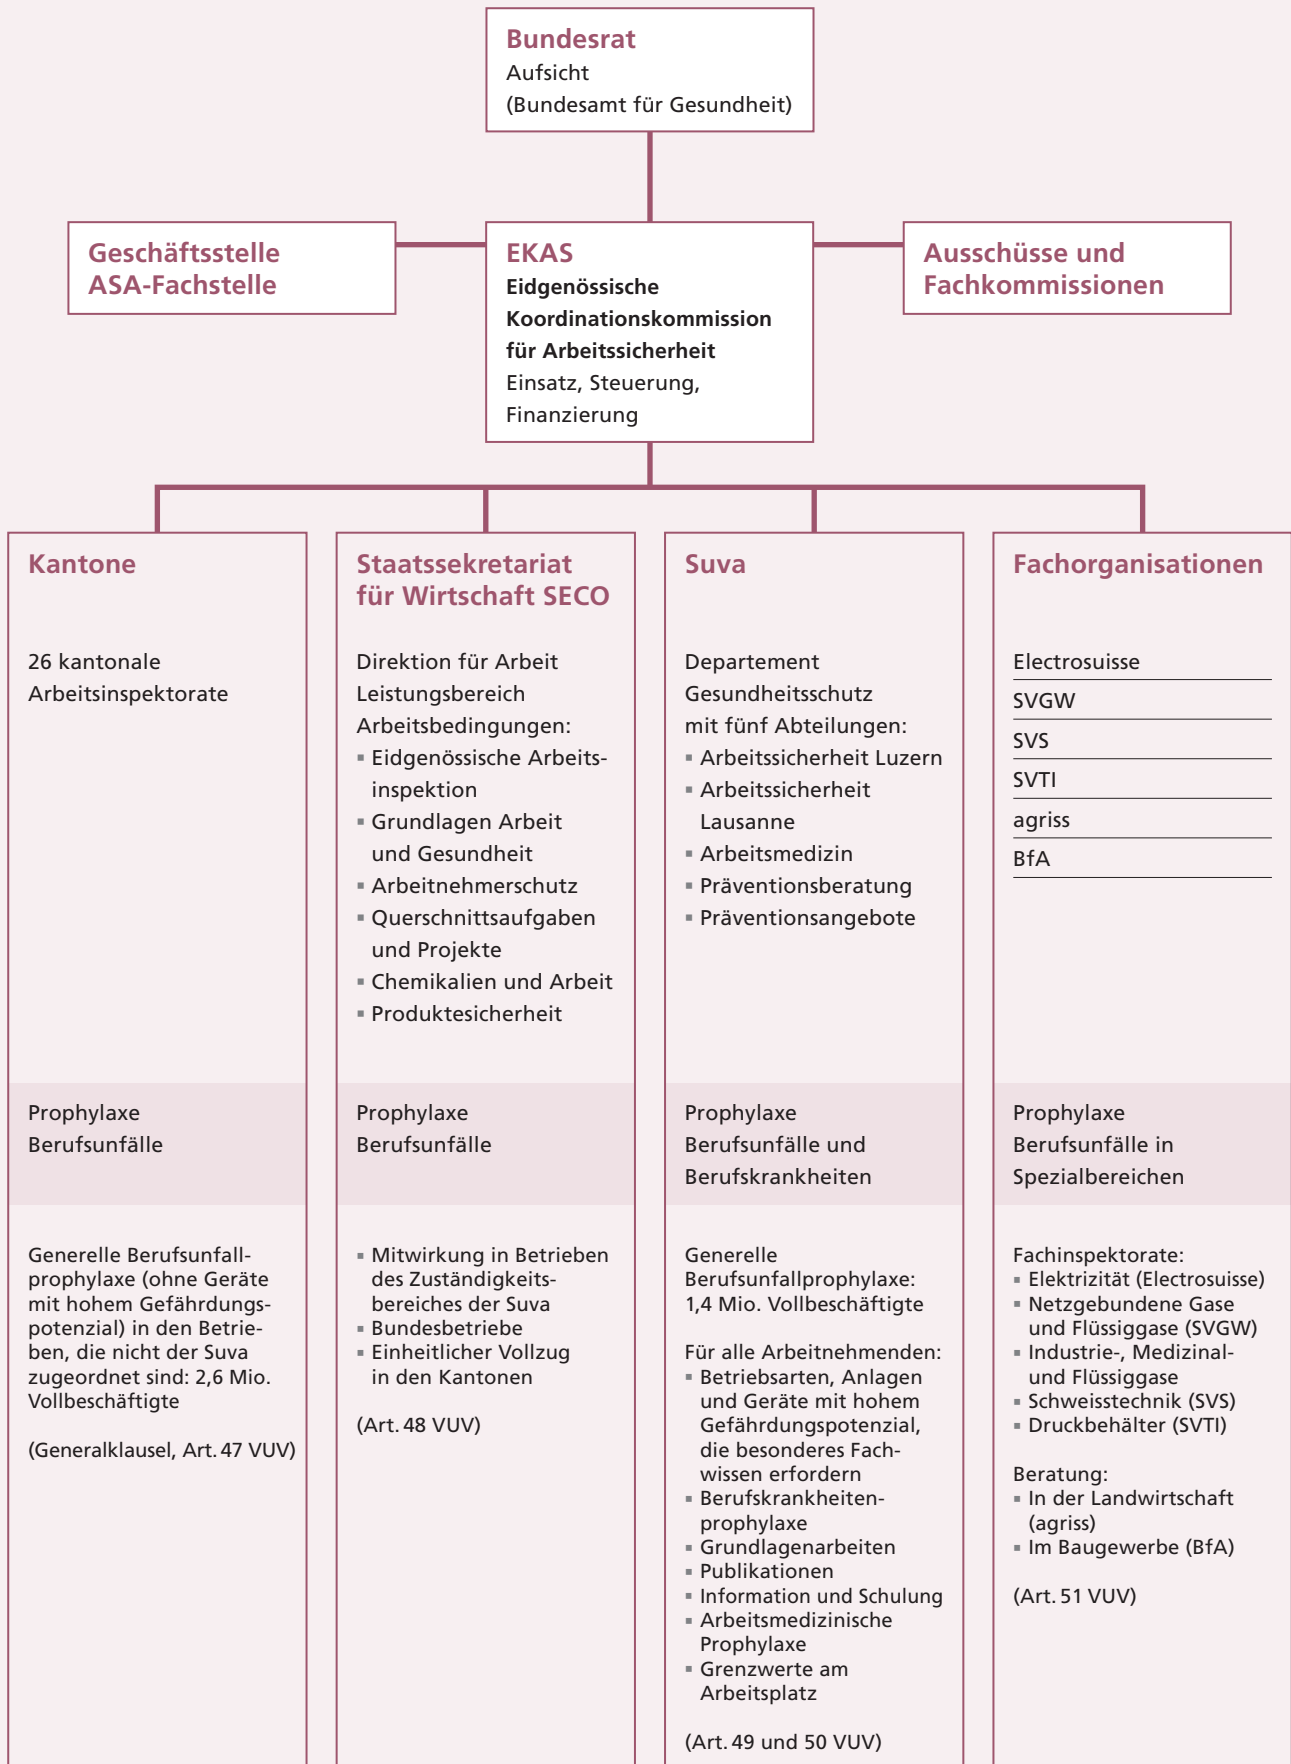 Bundesrat
Aufsicht
(Bundesamt für Gesundheit)
Geschäftsstelle
ASA-Fachstelle
EKAS
Eidgenössische
Koordinationskommission
für Arbeitssicherheit
Einsatz, Steuerung,
Finanzierung
Ausschüsse und
Fachkommissionen
Kantone
26 kantonale
Arbeitsinspektorate
Prophylaxe
Berufsunfälle
Generelle Berufsunfall-
prophylaxe (ohne Geräte
mit hohem Gefährdungs-
potenzial) in den Betrie-
ben, die nicht der Suva
zugeordnet sind: 2,6 Mio.
Vollbeschäftigte
(Generalklausel, Art. 47 VUV)
Staatssekretariat
für Wirtschaft SECO
Direktion für Arbeit
Leistungsbereich
Arbeitsbedingungen:
▪ Eidgenössische Arbeits-
inspektion
▪ Grundlagen Arbeit
und Gesundheit
▪ Arbeitnehmerschutz
▪ Querschnittsaufgaben
und Projekte
▪ Chemikalien und Arbeit
▪ Produktesicherheit
Prophylaxe
Berufsunfälle
▪ Mitwirkung in Betrieben
des Zuständigkeits-
bereiches der Suva
▪ Bundesbetriebe
▪ Einheitlicher Vollzug
in den Kantonen
(Art. 48 VUV)
Suva
Departement
Gesundheitsschutz
mit fünf Abteilungen:
▪ Arbeitssicherheit Luzern
▪ Arbeitssicherheit
Lausanne
▪ Arbeitsmedizin
▪ Präventionsberatung
▪ Präventionsangebote
Prophylaxe
Berufsunfälle und
Berufskrankheiten
Generelle
Berufsunfallprophylaxe:
1,4 Mio. Vollbeschäftigte
Für alle Arbeitnehmenden:
▪ Betriebsarten, Anlagen
und Geräte mit hohem
Gefährdungspotenzial,
die besonderes Fach-
wissen erfordern
▪ Berufskrankheiten-
prophylaxe
▪ Grundlagenarbeiten
▪ Publikationen
▪ Information und Schulung
▪ Arbeitsmedizinische
Prophylaxe
▪ Grenzwerte am
Arbeitsplatz
(Art. 49 und 50 VUV)
Fachorganisationen
Electrosuisse
SVGW
SVS
SVTI
agriss
BfA
Prophylaxe
Berufsunfälle in
Spezialbereichen
Fachinspektorate:
▪ Elektrizität (Electrosuisse)
▪ Netzgebundene Gase
und Flüssiggase (SVGW)
▪ Industrie-, Medizinal-
und Flüssiggase
▪ Schweisstechnik (SVS)
▪ Druckbehälter (SVTI)
Beratung:
▪ In der Landwirtschaft
(agriss)
▪ Im Baugewerbe (BfA)
(Art. 51 VUV)